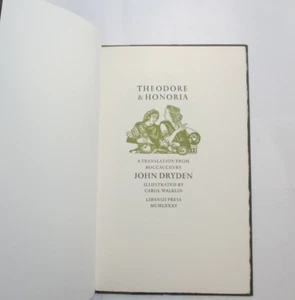 THEODORE
& HONORIA
A TRANSLATION FROM
BOCCACCIO BY
JOHN DRYDEN
ILLUSTRATED BY
CAROL WALKLIN
LIBANUS PRESS
MCMLXXXV